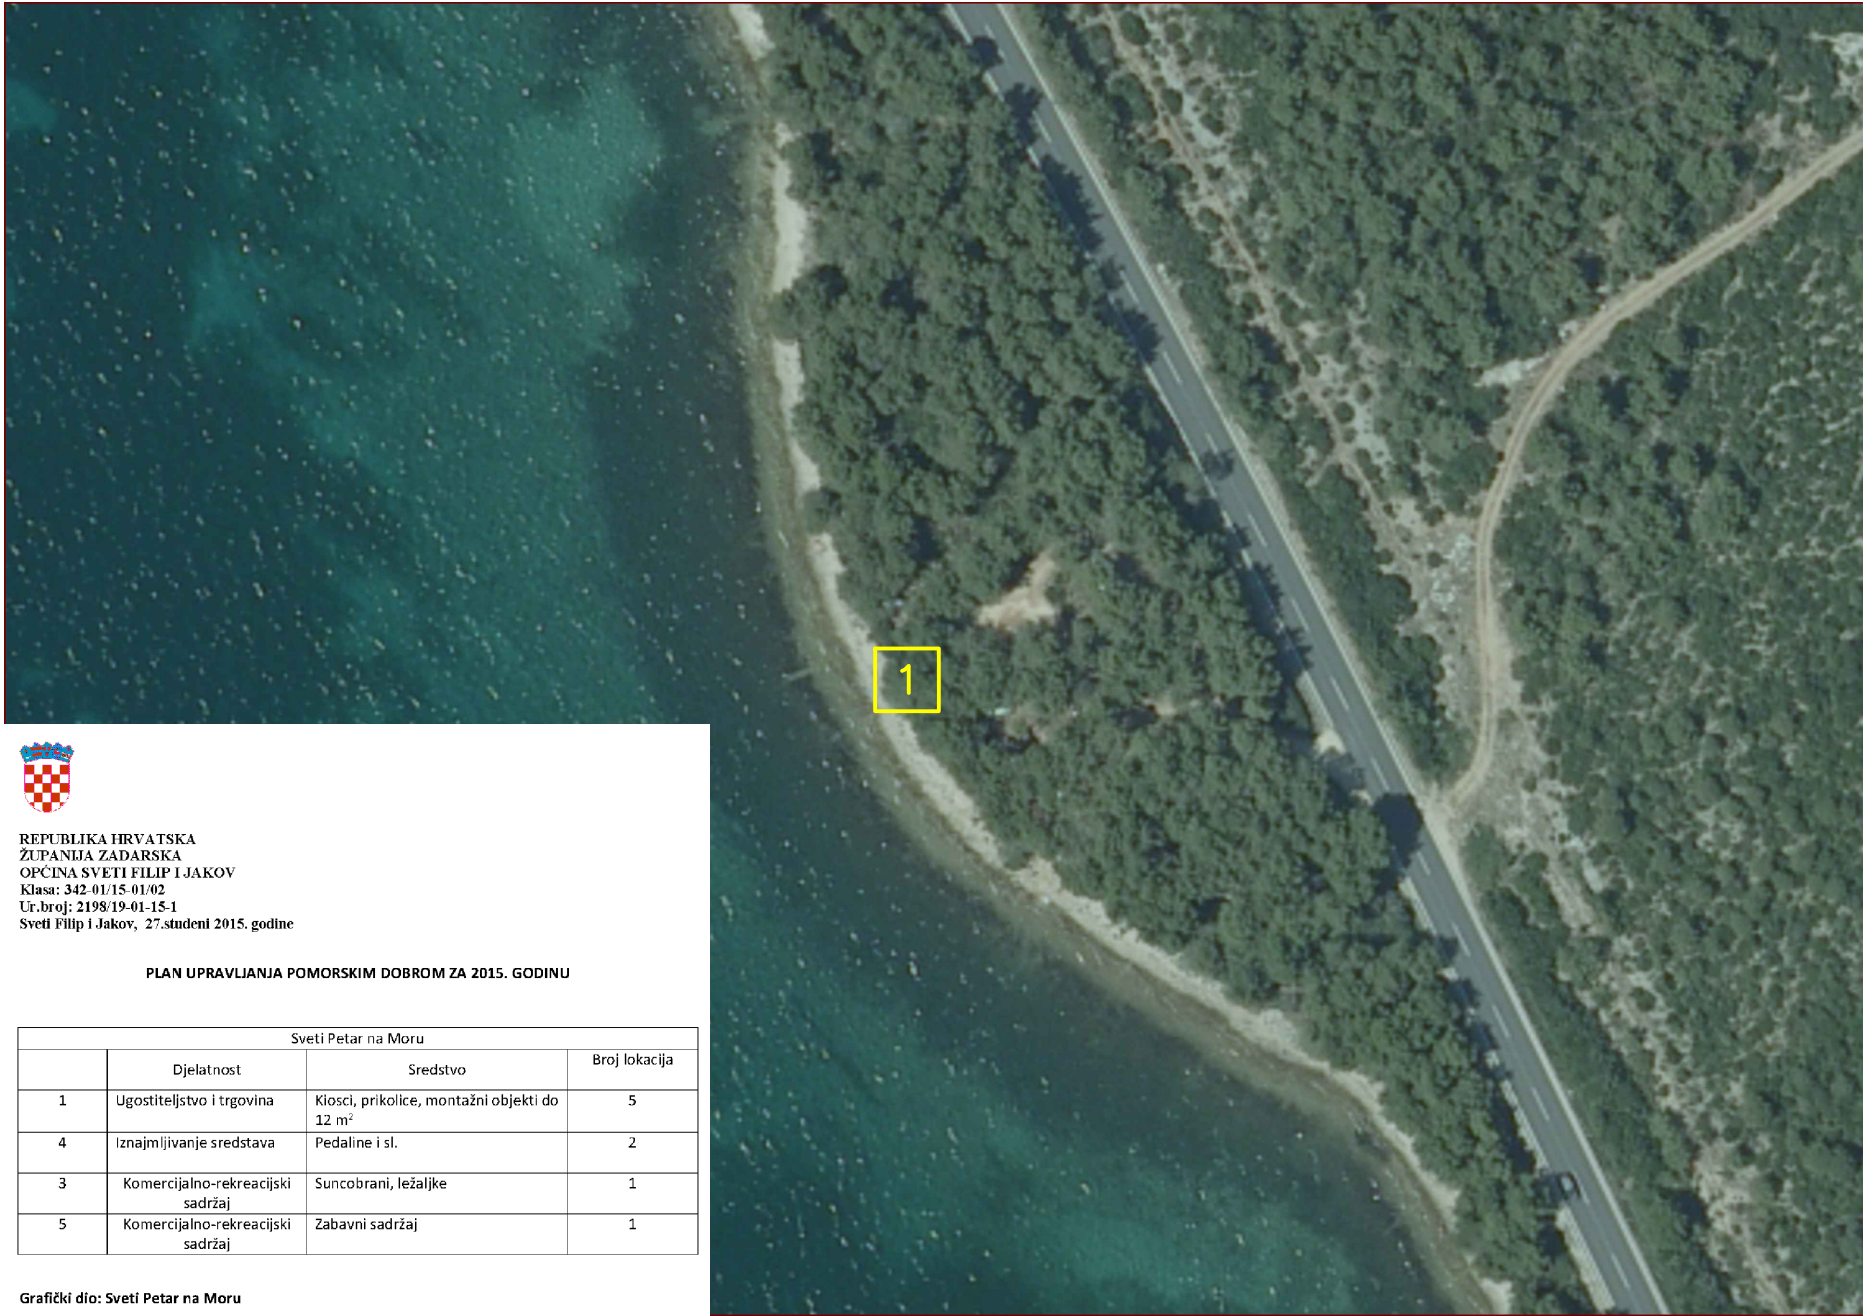 1
REPUBLIKA HRVATSKA
ŽUPANIJA ZADARSKA
OPĆINA SVETI FILIP I JAKOV
Klasa: 342-01/15-01/02
Ur.broj: 2198/19-01-15-1
Sveti Filip i Jakov, 27.studeni 2015. godine
PLAN UPRAVLJANJA POMORSKIM DOBROM ZA 2015. GODINU
Sveti Petar na Moru
Djelatnost Sredstvo Broj lokacija
1 Ugostiteljstvo i trgovina Kiosci, prikolice, montažni objekti do 5
12 m²
4 Iznajmljivanje sredstava Pedaline i sl. 2
3 Komercijalno-rekreacijski Suncobrani, ležaljke 1
sadržaj
5 Komercijalno-rekreacijski Zabavni sadržaj 1
sadržaj
Grafički dio: Sveti Petar na Moru